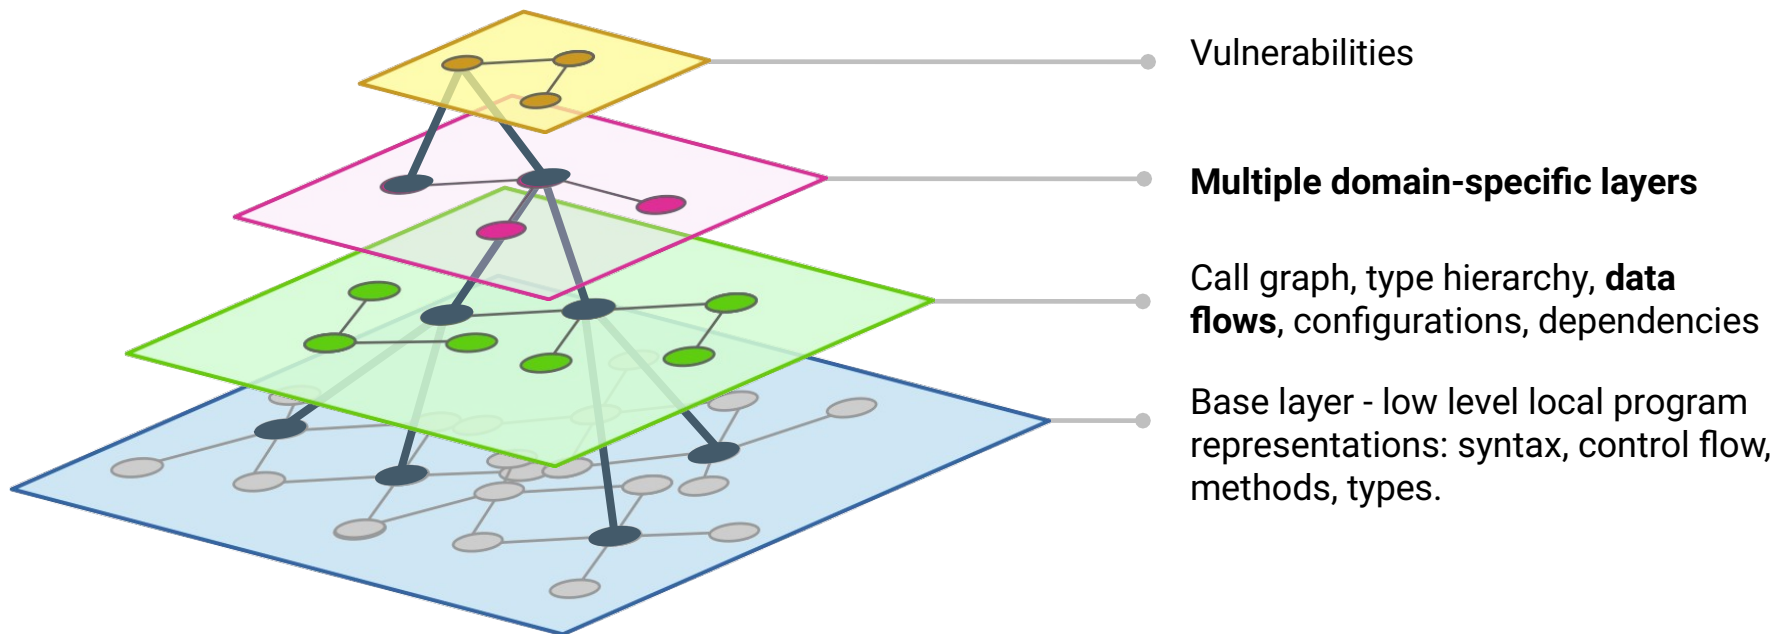 Vulnerabilities
Multiple domain-specific layers
Call graph, type hierarchy, data
flows, configurations, dependencies
Base layer - low level local program
representations: syntax, control flow,
methods, types.